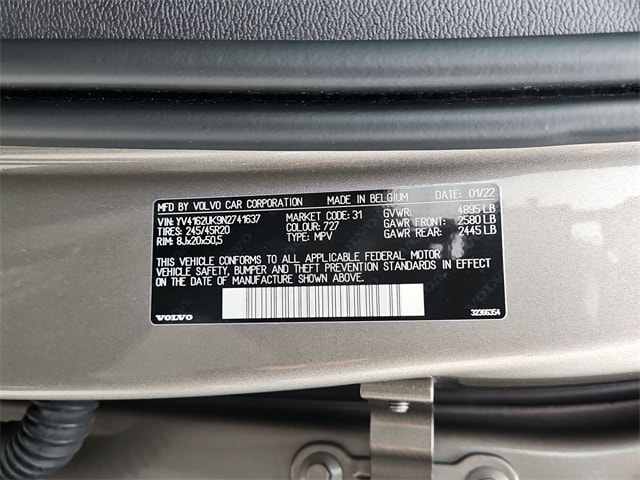 MFD BY VOLVO CAR CORPORATION MADE IN BELGIUM DATE: 01/22
VIN: YV4162UK9N2741637 MARKET CODE: 31 GVWR: 4895 LB
TIRES: 245/45R20 COLOUR: 727 GAWR FRONT: 2580 LB
RIM: 8Jx20x50,5 TYPE: MPV GAWR REAR: 2445 LB
THIS VEHICLE CONFORMS TO ALL APPLICABLE FEDERAL MOTOR
VEHICLE SAFETY, BUMPER AND THEFT PREVENTION STANDARDS IN EFFECT
ON THE DATE OF MANUFACTURE SHOWN ABOVE.
VOLVO 32366354